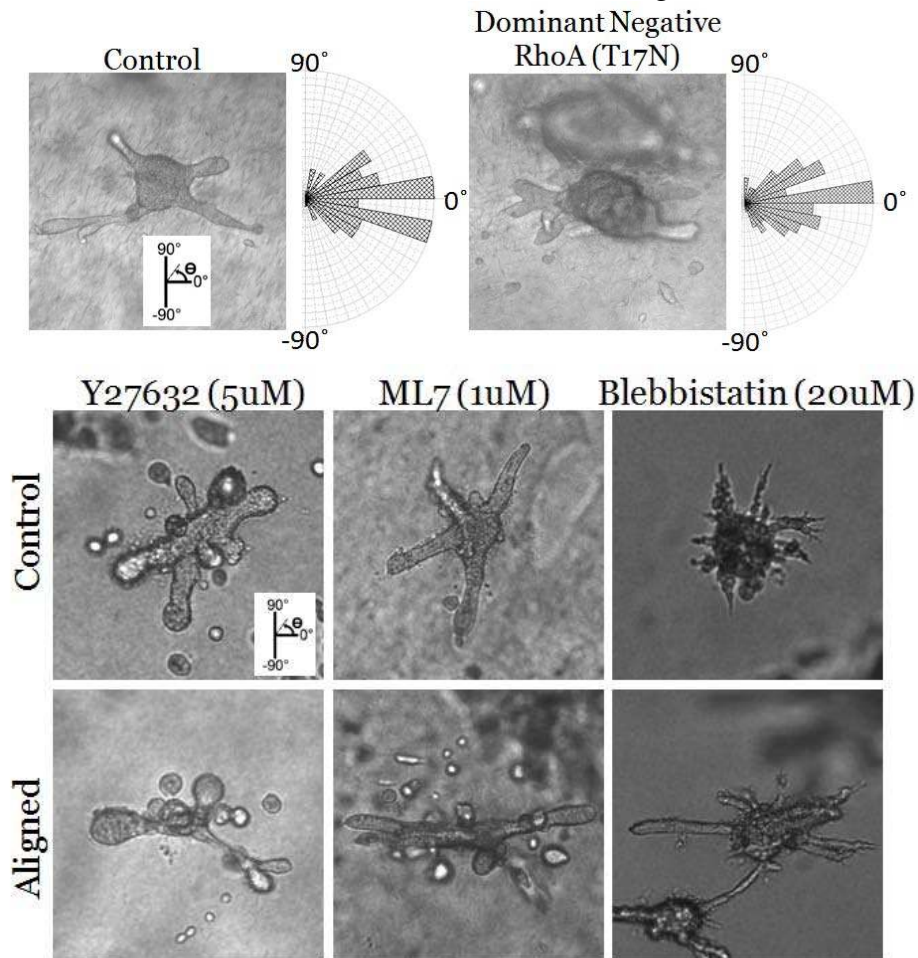 Dominant Negative
Control RhoA (T17N)
90° 90°
0° 0°
90°
θ
0°
-90°
-90° -90°
Y27632 (5uM) ML7 (1uM) Blebbistatin (20uM)
Control
90°
θ
0°
-90°
Aligned